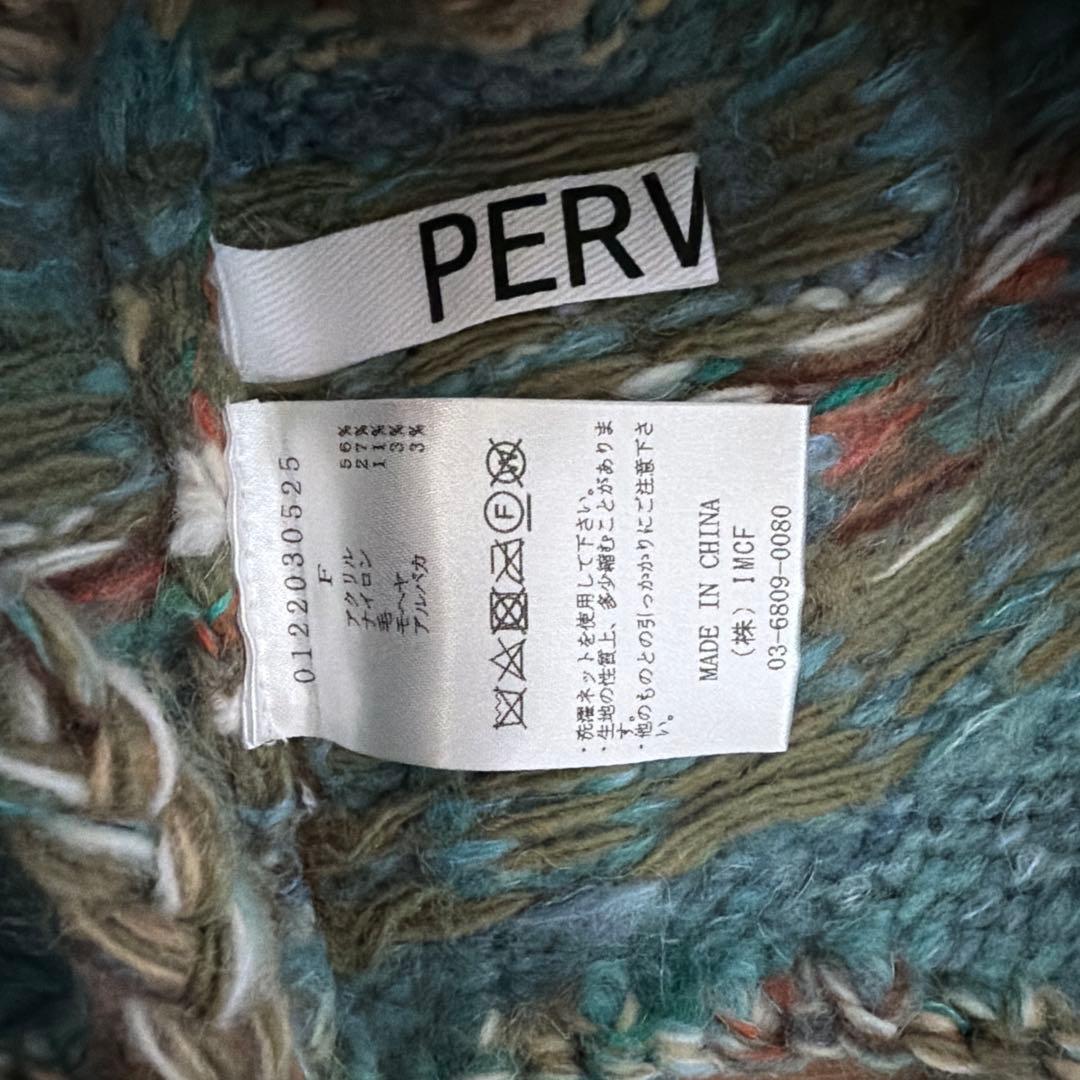 PERV
0122030525
F
アクリル 56%
ナイロン 27%
毛 11%
モヘヤ 3%
アルパカ 3%
F W
・洗濯ネットを使用して下さい。
・生地の性質上、多少縮むことがありま
す。
・他のものとの引っかかりにご注意下さ
い。
MADE IN CHINA
(株) IMCF
03-6809-0080